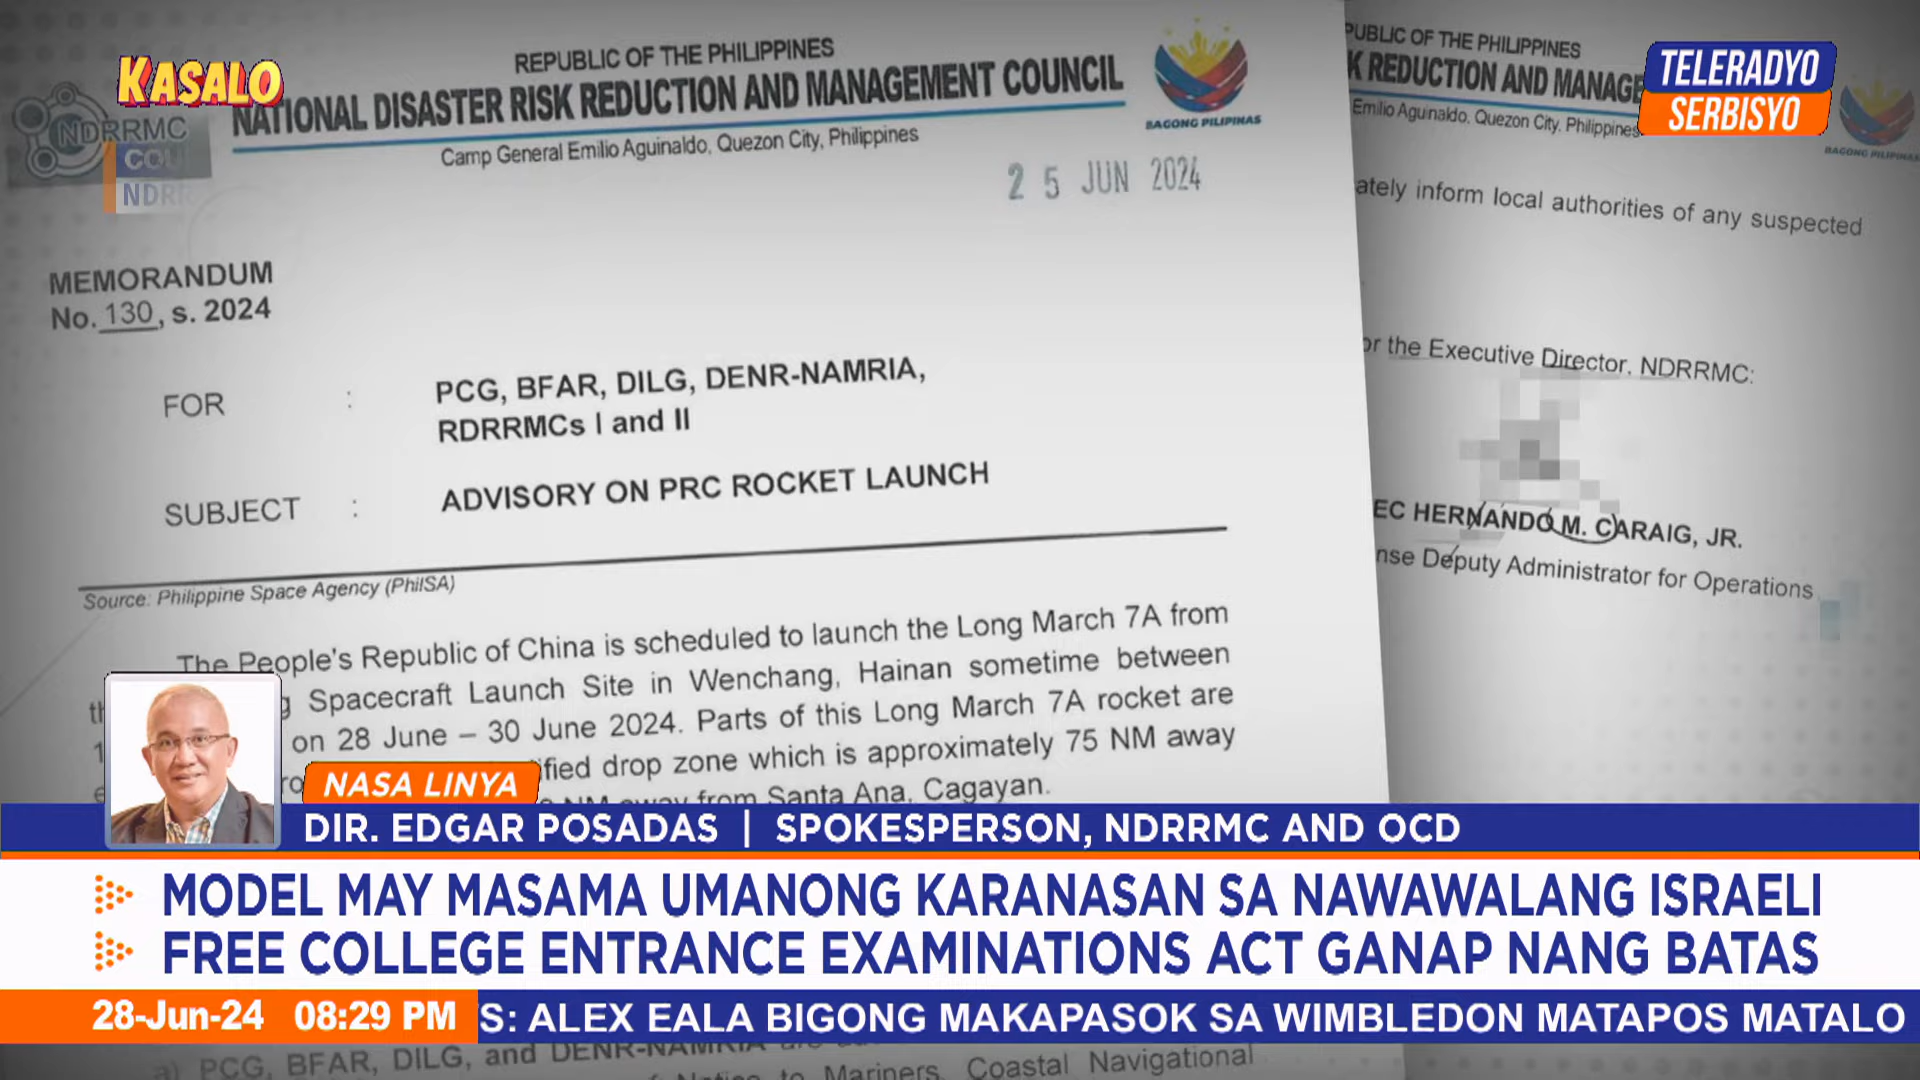 KASALO
TELERADYO
SERBISYO
REPUBLIC OF THE PHILIPPINES
NATIONAL DISASTER RISK REDUCTION AND MANAGEMENT COUNCIL
Camp General Emilio Aguinaldo, Quezon City, Philippines
NDRRMC
BAGONG PILIPINAS
25 JUN 2024
MEMORANDUM
No. 130, s. 2024
FOR : PCG, BFAR, DILG, DENR-NAMRIA,
RDRRMCs I and II
SUBJECT : ADVISORY ON PRC ROCKET LAUNCH
Source: Philippine Space Agency (PhilSA)
The People's Republic of China is scheduled to launch the Long March 7A from
Spacecraft Launch Site in Wenchang, Hainan sometime between
on 28 June – 30 June 2024. Parts of this Long March 7A rocket are
drop zone which is approximately 75 NM away
NM away from Santa Ana, Cagayan.
a) PCG, BFAR, DILG, and DENR-NAMRIA are
Notice to Mariners, Coastal Navigational
PUBLIC OF THE PHILIPPINES
K REDUCTION AND MANAGE
Emilio Aguinaldo, Quezon City, Philippines
BAGONG PILIPINAS
ately inform local authorities of any suspected
or the Executive Director, NDRRMC:
EC HERNANDO M. CARAIG, JR.
nse Deputy Administrator for Operations
NASA LINYA
DIR. EDGAR POSADAS | SPOKESPERSON, NDRRMC AND OCD
MODEL MAY MASAMA UMANONG KARANASAN SA NAWAWALANG ISRAELI
FREE COLLEGE ENTRANCE EXAMINATIONS ACT GANAP NANG BATAS
28-Jun-24 08:29 PM S: ALEX EALA BIGONG MAKAPASOK SA WIMBLEDON MATAPOS MATALO